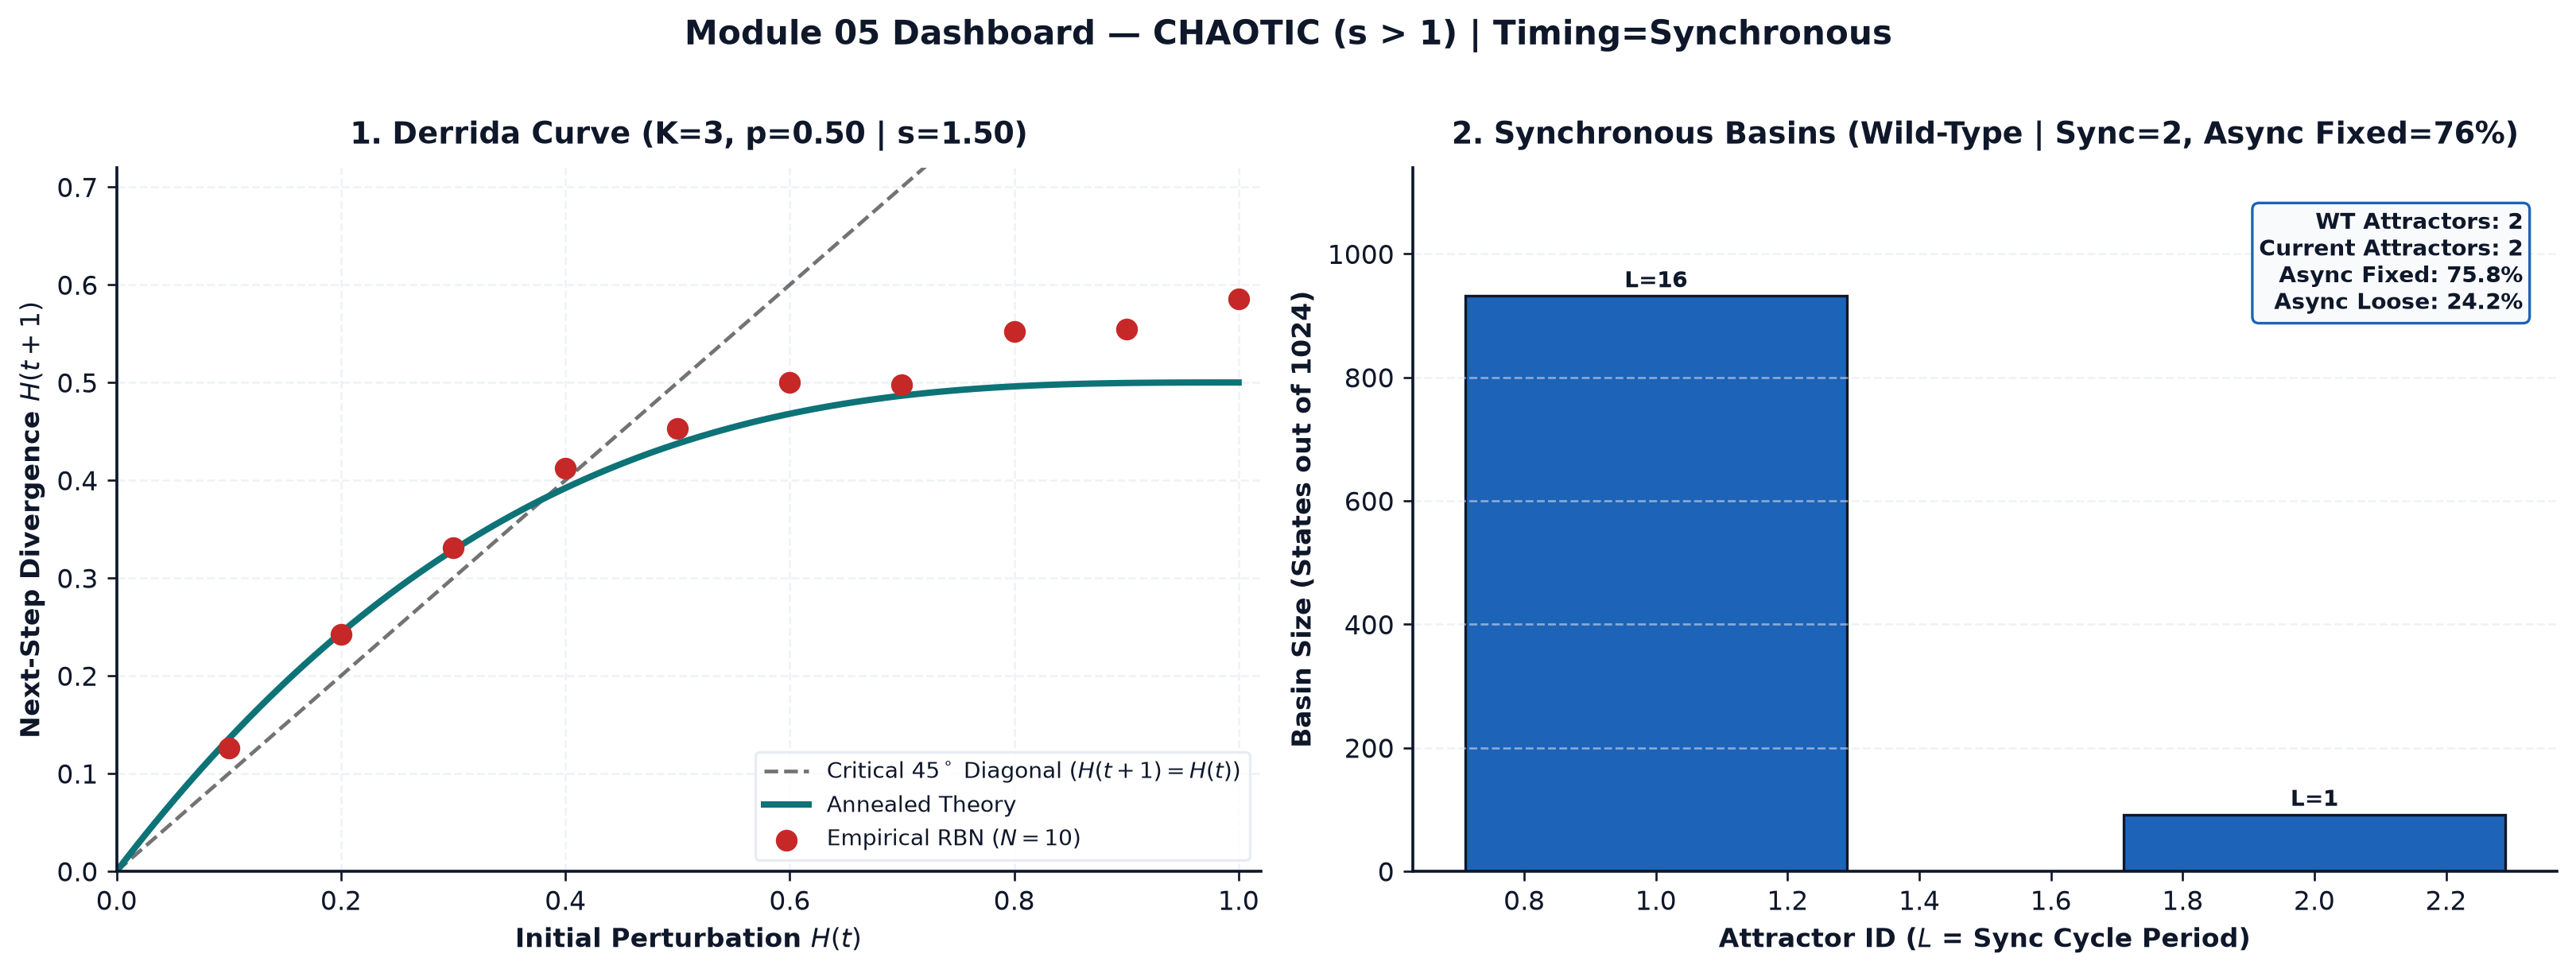 Module 05 Dashboard — CHAOTIC (s > 1) | Timing=Synchronous
1. Derrida Curve (K=3, p=0.50 | s=1.50)
Next-Step Divergence H(t + 1)
0.7
0.6
0.5
0.4
0.3
0.2
0.1
0.0
0.0 0.2 0.4 0.6 0.8 1.0
Initial Perturbation H(t)
Critical 45° Diagonal (H(t + 1) = H(t))
Annealed Theory
Empirical RBN (N = 10)
2. Synchronous Basins (Wild-Type | Sync=2, Async Fixed=76%)
Basin Size (States out of 1024)
1000
800
600
400
200
0
L=16
L=1
WT Attractors: 2
Current Attractors: 2
Async Fixed: 75.8%
Async Loose: 24.2%
0.8 1.0 1.2 1.4 1.6 1.8 2.0 2.2
Attractor ID (L = Sync Cycle Period)